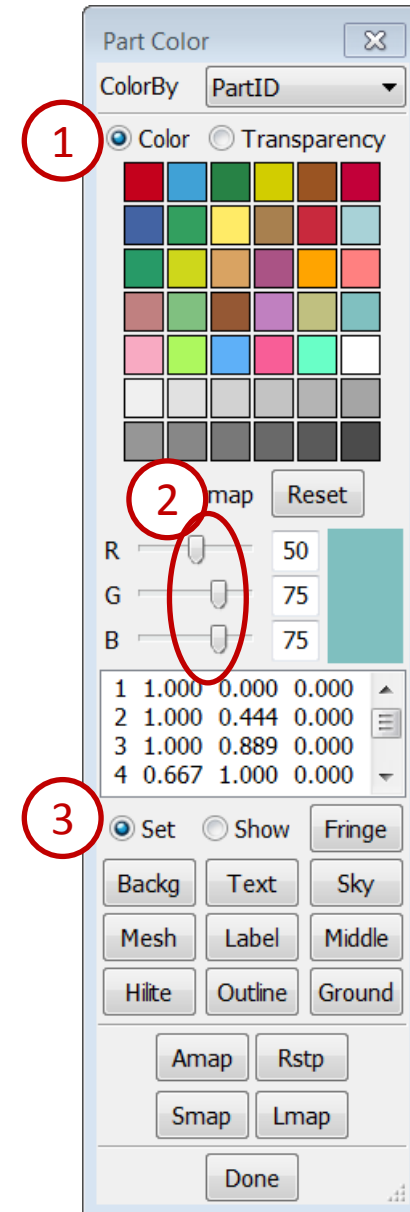 Part Color
ColorBy PartID
1 Color Transparency
2 map Reset
R 50
G 75
B 75
1 1.000 0.000 0.000
2 1.000 0.444 0.000
3 1.000 0.889 0.000
4 0.667 1.000 0.000
3 Set Show Fringe
Backg Text Sky
Mesh Label Middle
Hilite Outline Ground
Amap Rstp
Smap Lmap
Done